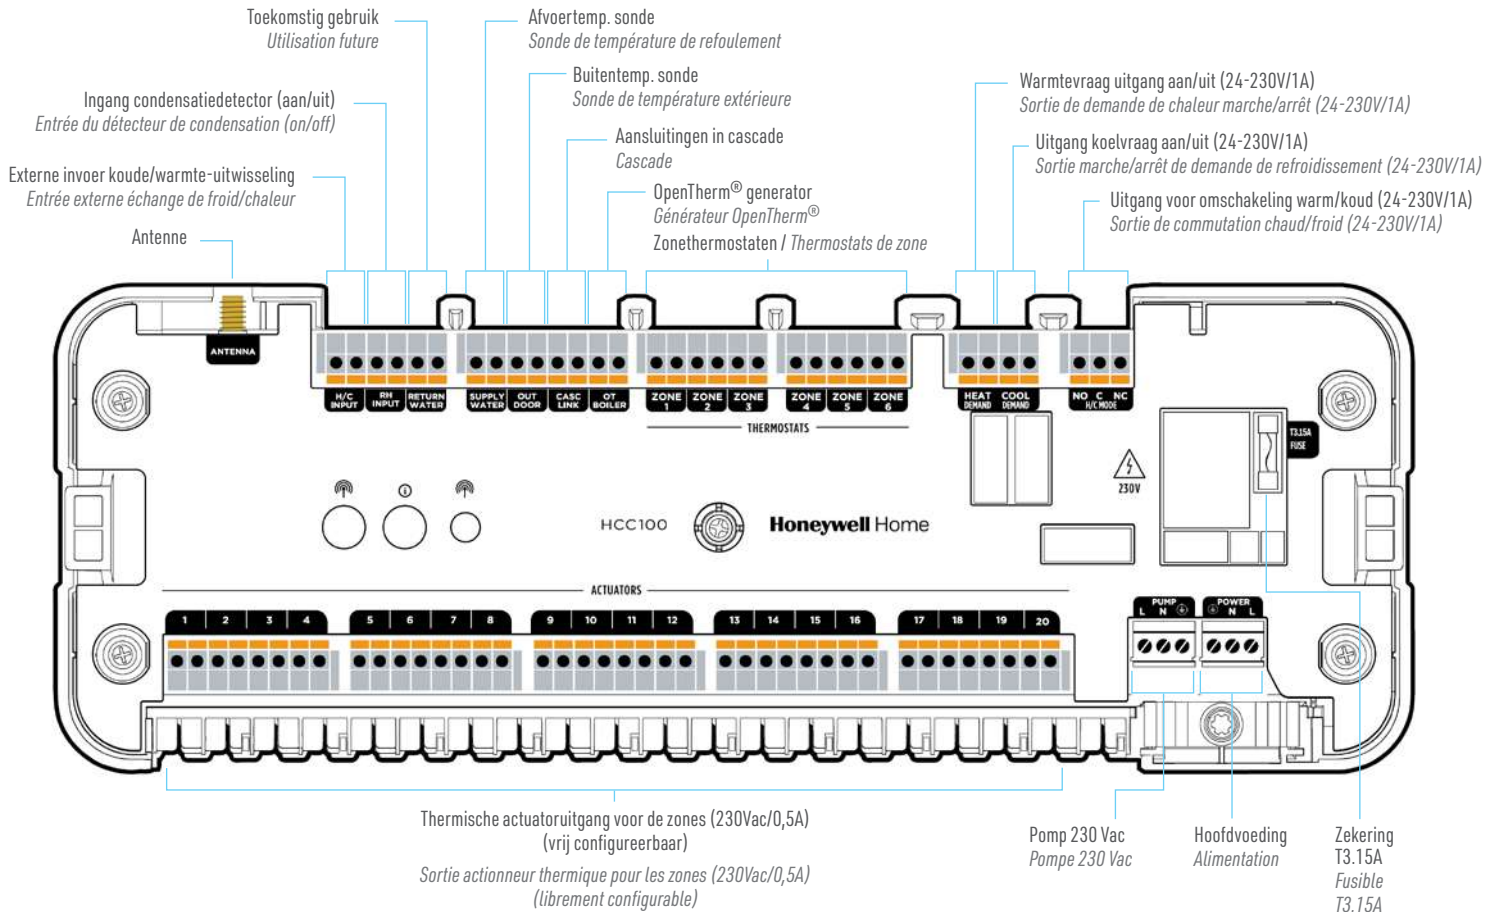 Toekomstig gebruik
Utilisation future
Afvoertemp. sonde
Sonde de température de refoulement
Buitentemp. sonde
Sonde de température extérieure
Ingang condensatiedetector (aan/uit)
Entrée du détecteur de condensation (on/off)
Aansluitingen in cascade
Cascade
Externe invoer koude/warmte-uitwisseling
Entrée externe échange de froid/chaleur
OpenTherm® generator
Générateur OpenTherm®
Antenne
Zonethermostaten / Thermostats de zone
Warmtevraag uitgang aan/uit (24-230V/1A)
Sortie de demande de chaleur marche/arrêt (24-230V/1A)
Uitgang koelvraag aan/uit (24-230V/1A)
Sortie marche/arrêt de demande de refroidissement (24-230V/1A)
Uitgang voor omschakeling warm/koud (24-230V/1A)
Sortie de commutation chaud/froid (24-230V/1A)
ANTENNA
H/C
INPUT
RH
INPUT
RETURN
WATER
SUPPLY
WATER
OUT
DOOR
CASC
LINK
OT
BOILER
ZONE
1
ZONE
2
ZONE
3
ZONE
4
ZONE
5
ZONE
6
THERMOSTATS
HEAT
DEMAND
COOL
DEMAND
NO C NC
H/C MODE
T3.15A
FUSE
230V
HCC100
Honeywell Home
ACTUATORS
1 2 3 4 5 6 7 8 9 10 11 12 13 14 15 16 17 18 19 20
PUMP
L N
POWER
N L
Thermische actuatoruitgang voor de zones (230Vac/0,5A)
(vrij configureerbaar)
Sortie actionneur thermique pour les zones (230Vac/0,5A)
(librement configurable)
Pomp 230 Vac
Pompe 230 Vac
Hoofdvoeding
Alimentation
Zekering
T3.15A
Fusible
T3.15A